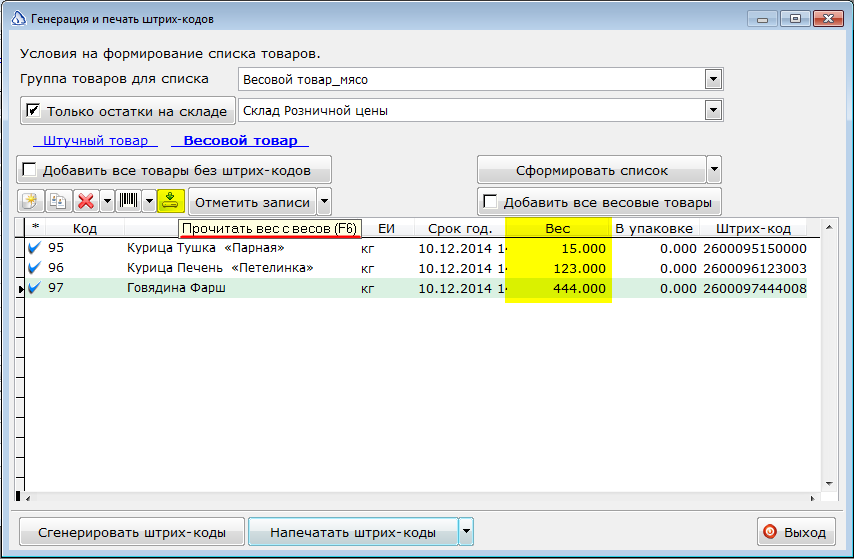 Генерация и печать штрих-кодов
Условия на формирование списка товаров.
Группа товаров для списка Весовой товар_мясо
Только остатки на складе Склад Розничной цены
Штучный товар Весовой товар
Добавить все товары без штрих-кодов Сформировать список
Отметить записи Добавить все весовые товары
* Код Прочитать вес с весов (F6) ЕИ Срок год. Вес В упаковке Штрих-код
95 Курица Тушка «Парная» кг 10.12.2014 1 15.000 0.000 2600095150000
96 Курица Печень «Петелинка» кг 10.12.2014 1 123.000 0.000 2600096123003
97 Говядина Фарш кг 10.12.2014 1 444.000 0.000 2600097444008
Сгенерировать штрих-коды Напечатать штрих-коды Выход